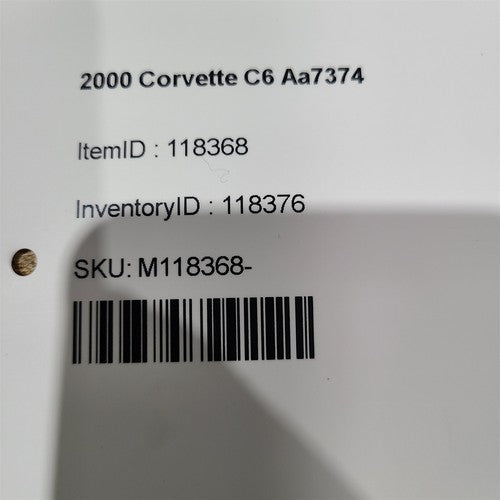 2000 Corvette C6 Aa7374
ItemID : 118368
InventoryID : 118376
SKU: M118368-